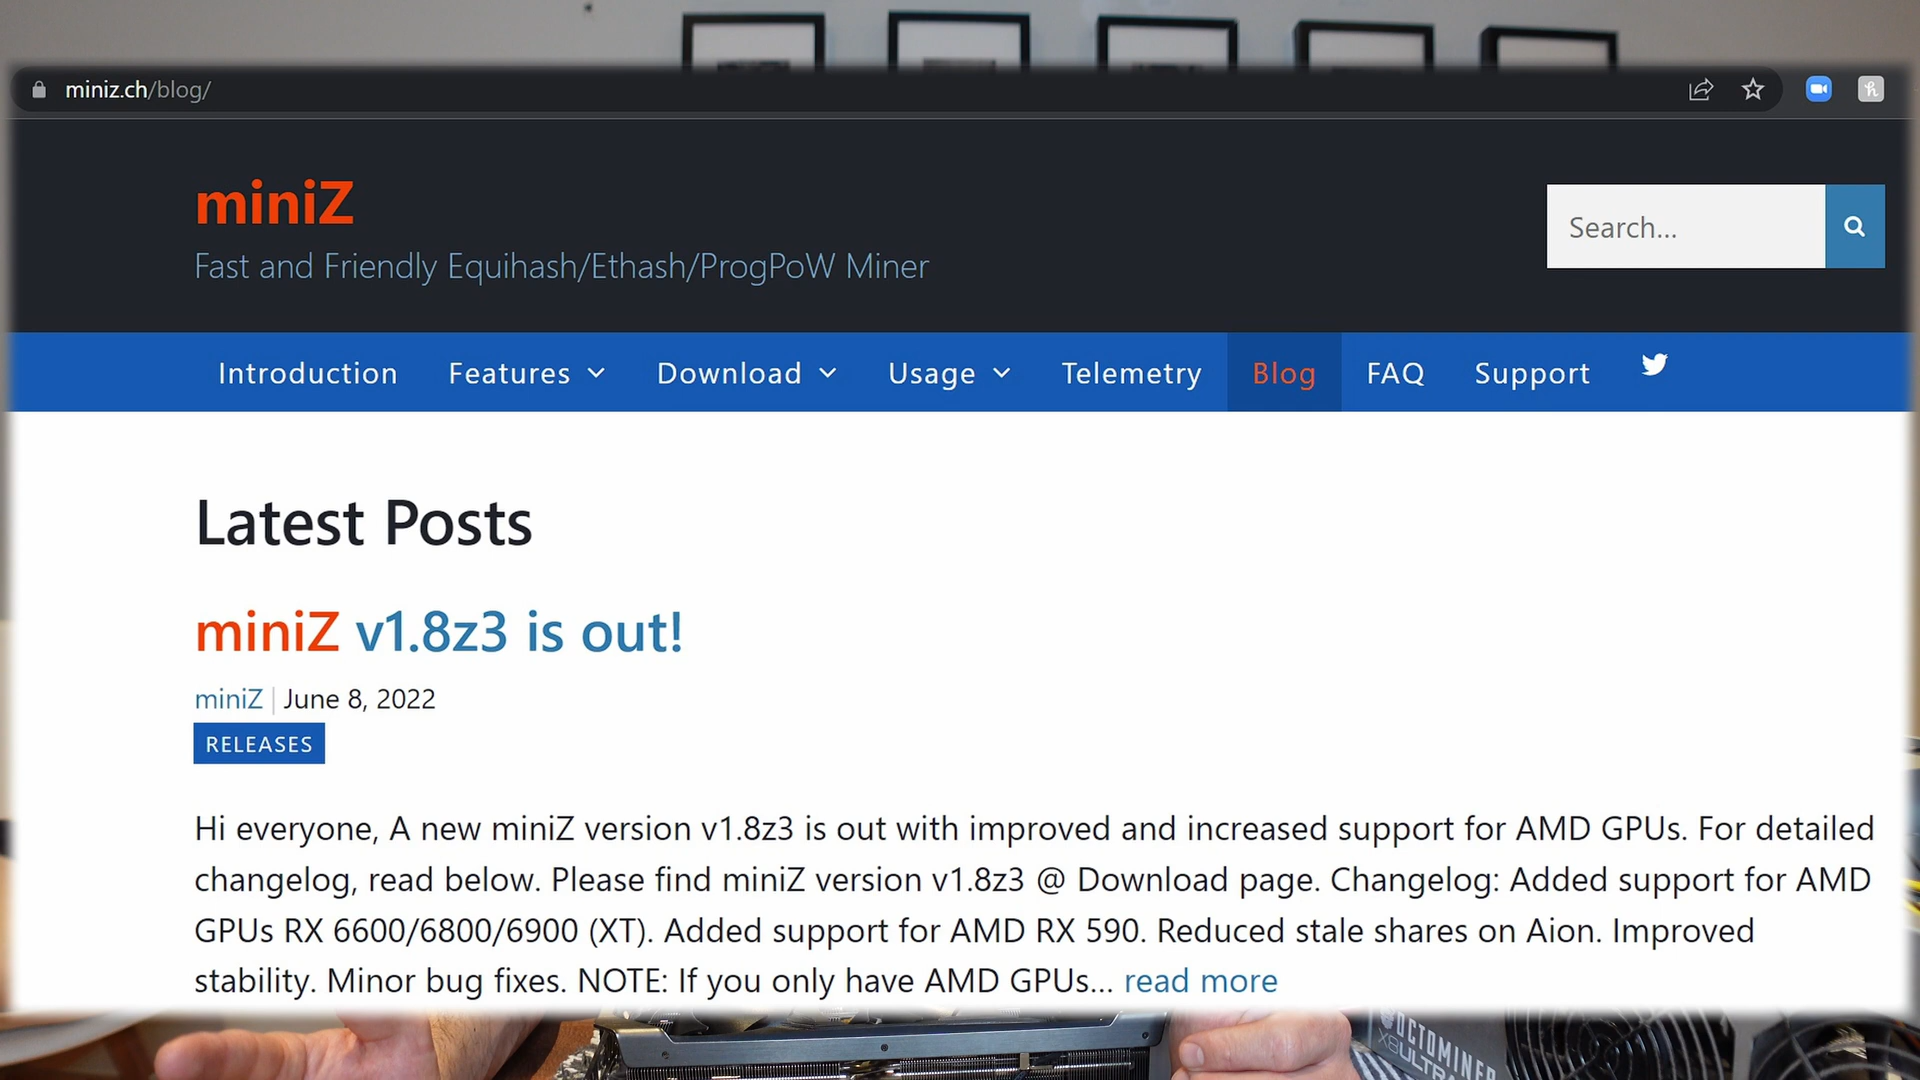 miniz.ch/blog/
miniZ
Fast and Friendly Equihash/Ethash/ProgPoW Miner
Search...
Introduction Features Download Usage Telemetry Blog FAQ Support
Latest Posts
miniZ v1.8z3 is out!
miniZ | June 8, 2022
RELEASES
Hi everyone, A new miniZ version v1.8z3 is out with improved and increased support for AMD GPUs. For detailed
changelog, read below. Please find miniZ version v1.8z3 @ Download page. Changelog: Added support for AMD
GPUs RX 6600/6800/6900 (XT). Added support for AMD RX 590. Reduced stale shares on Aion. Improved
stability. Minor bug fixes. NOTE: If you only have AMD GPUs... read more
OCTOMINER
X8ULTRA